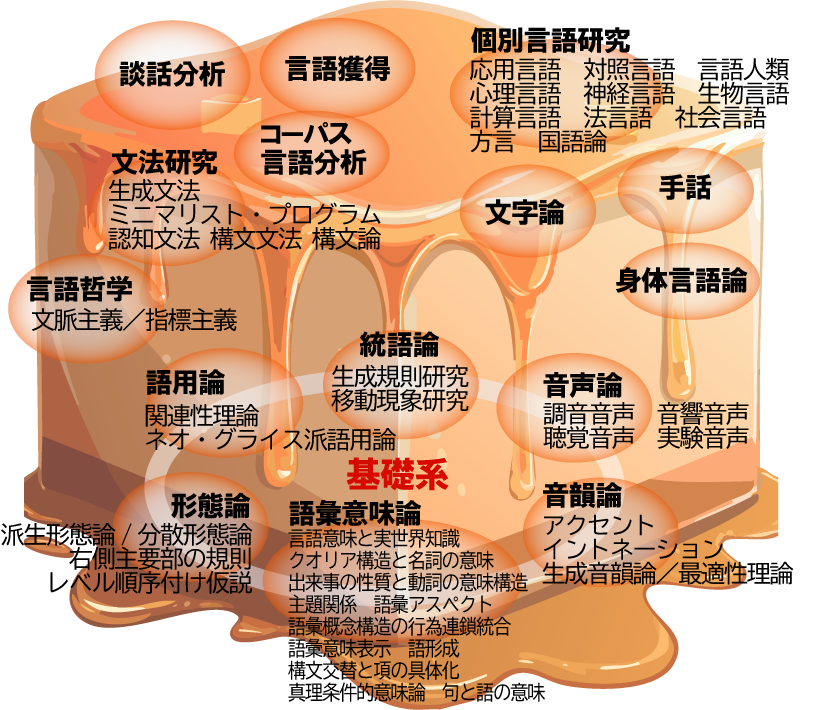 談話分析
言語獲得
個別言語研究
応用言語　対照言語　言語人類
心理言語　神経言語　生物言語
計算言語　法言語　社会言語
方言　国語論
コーパス
言語分析
文法研究
生成文法
ミニマリスト・プログラム
認知文法 構文文法 構文論
文字論
手話
身体言語論
言語哲学
文脈主義／指標主義
統語論
生成規則研究
移動現象研究
語用論
関連性理論
ネオ・グライス派語用論
音声論
調音音声　音響音声
聴覚音声　実験音声
基礎系
形態論
派生形態論 / 分散形態論
右側主要部の規則
レベル順序付け仮説
語彙意味論
言語意味と実世界知識
クオリア構造と名詞の意味
出来事の性質と動詞の意味構造
主題関係　語彙アスペクト
語彙概念構造の行為連鎖統合
語彙意味表示　語形成
構文交替と項の具体化
真理条件的意味論　句と語の意味
音韻論
アクセント
イントネーション
生成音韻論／最適性理論